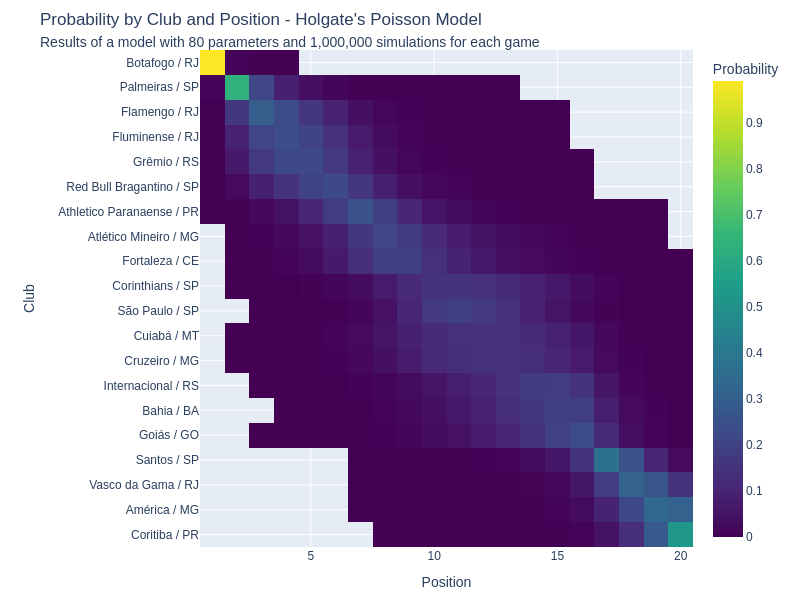 Probability by Club and Position - Holgate's Poisson Model
Results of a model with 80 parameters and 1,000,000 simulations for each game
Probability
Club
Botafogo / RJ
Palmeiras / SP
Flamengo / RJ
Fluminense / RJ
Grêmio / RS
Red Bull Bragantino / SP
Athletico Paranaense / PR
Atlético Mineiro / MG
Fortaleza / CE
Corinthians / SP
São Paulo / SP
Cuiabá / MT
Cruzeiro / MG
Internacional / RS
Bahia / BA
Goiás / GO
Santos / SP
Vasco da Gama / RJ
América / MG
Coritiba / PR
0.9
0.8
0.7
0.6
0.5
0.4
0.3
0.2
0.1
0
5 10 15 20
Position